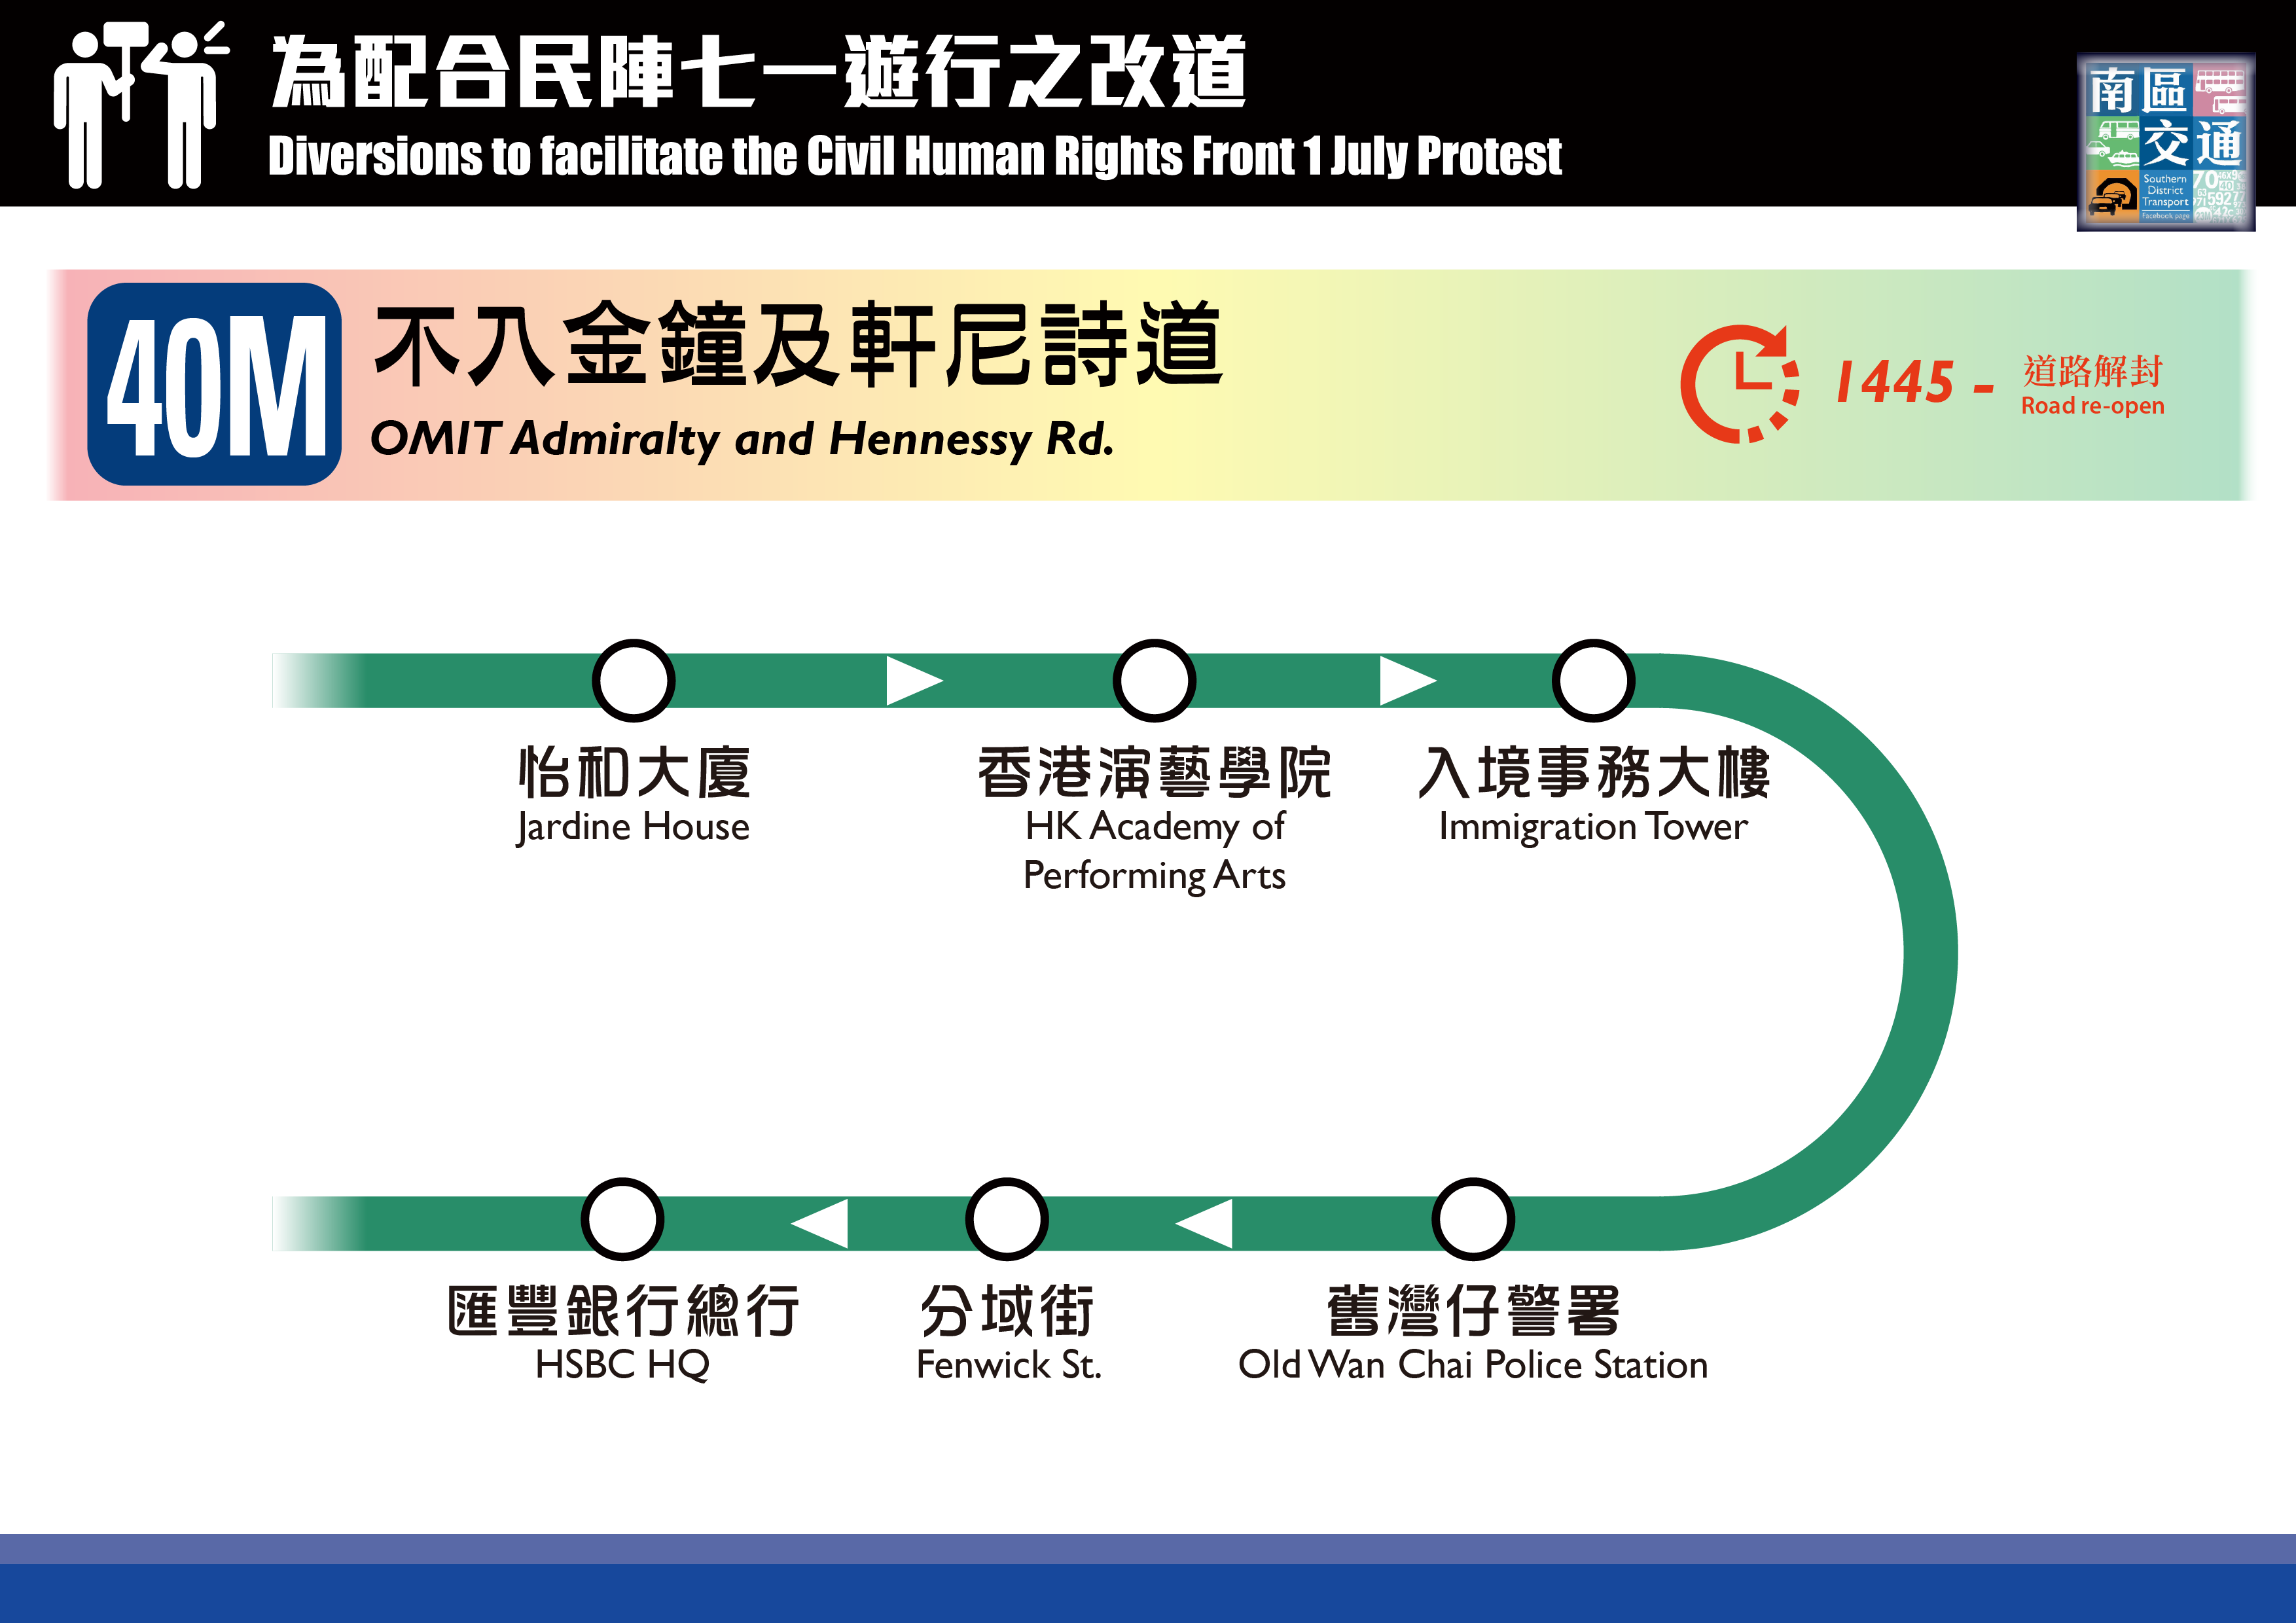 為配合民陣七一遊行之改道
Diversions to facilitate the Civil Human Rights Front 1 July Protest
南區
交通
Southern
District
Transport
Facebook page
40M
不入金鐘及軒尼詩道
OMIT Admiralty and Hennessy Rd.
1445 -
道路解封
Road re-open
怡和大廈
Jardine House
香港演藝學院
HK Academy of
Performing Arts
入境事務大樓
Immigration Tower
匯豐銀行總行
HSBC HQ
分域街
Fenwick St.
舊灣仔警署
Old Wan Chai Police Station